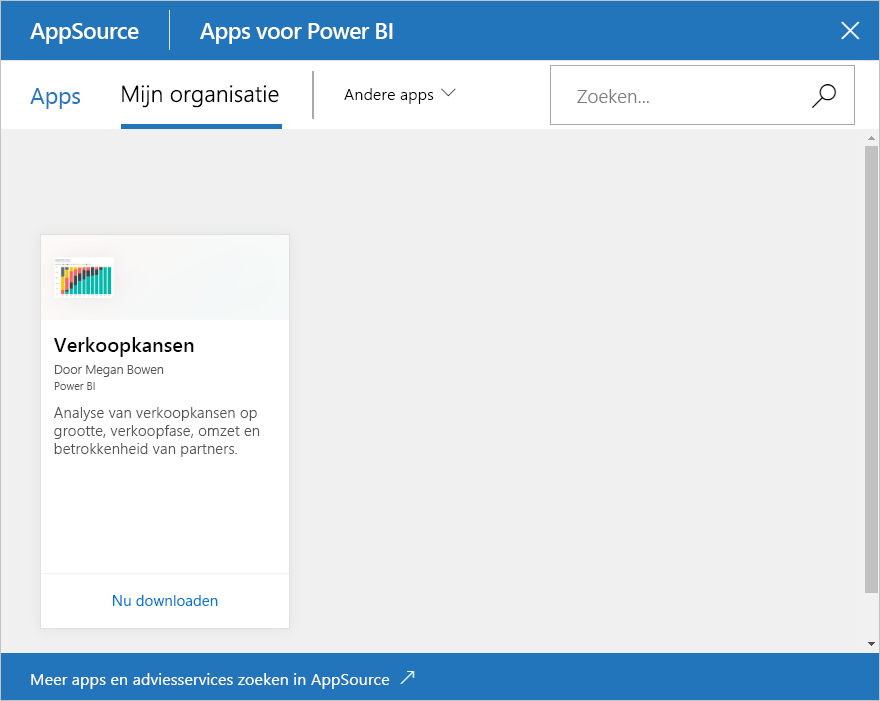 AppSource
Apps voor Power BI
Apps
Mijn organisatie
Andere apps
Zoeken...
Verkoopkansen
Door Megan Bowen
Power BI
Analyse van verkoopkansen op
grootte, verkoopfase, omzet en
betrokkenheid van partners.
Nu downloaden
Meer apps en adviesservices zoeken in AppSource